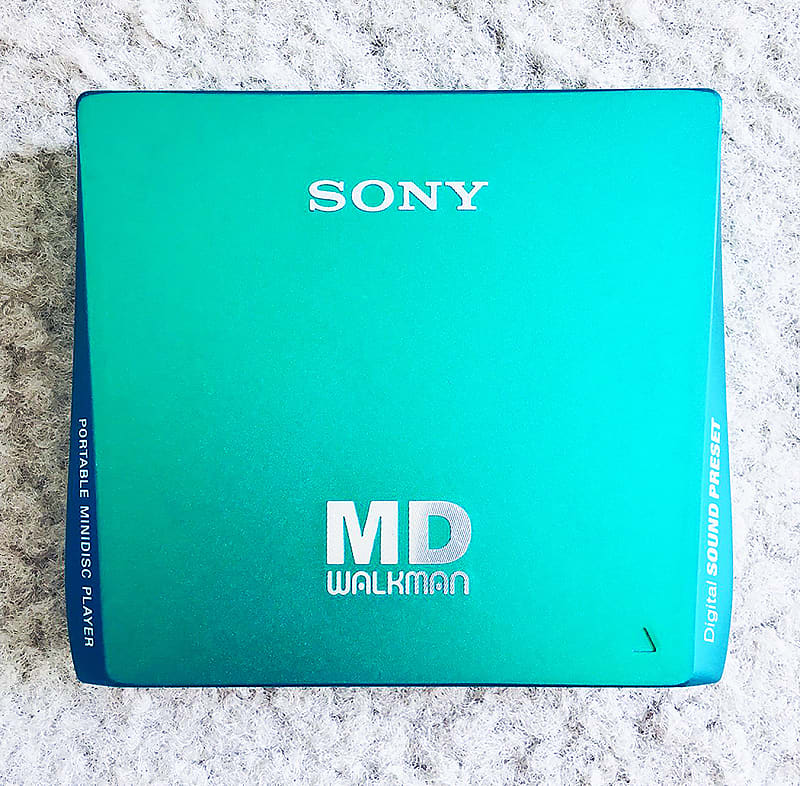 SONY
MD
WALKMAN
PORTABLE MINIDISC PLAYER
Digital SOUND PRESET